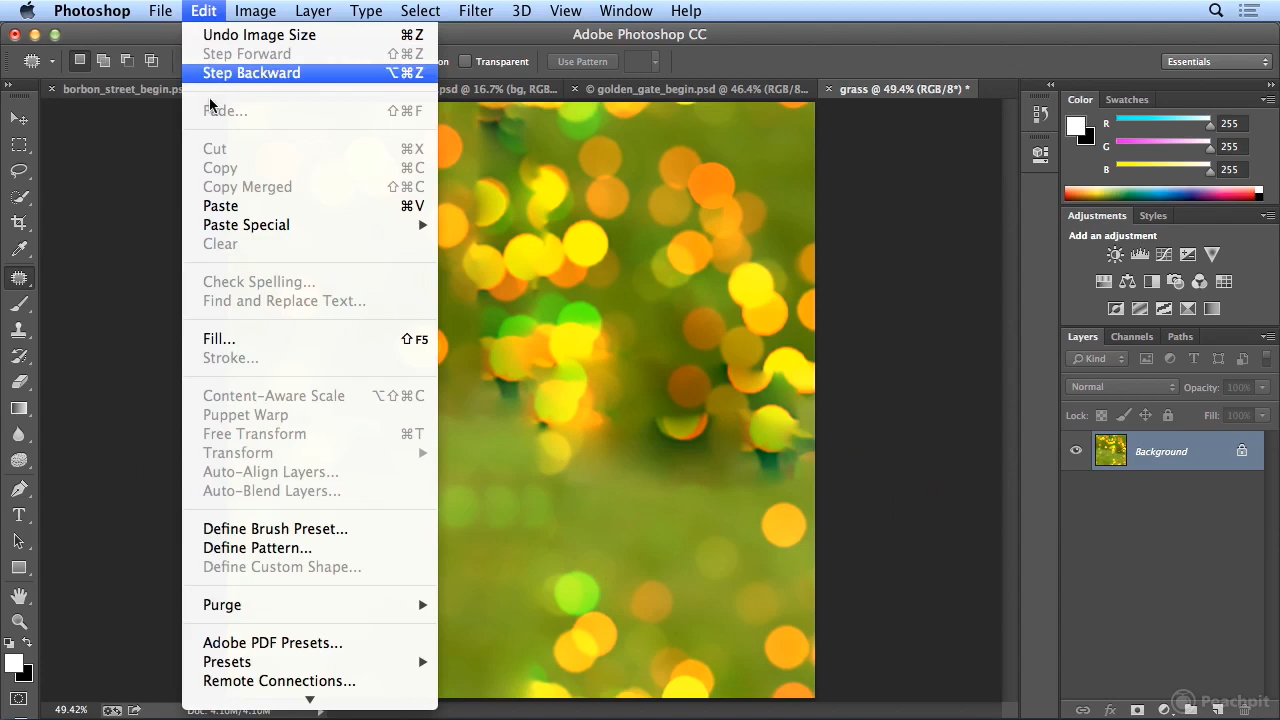 Photoshop File Edit Image Layer Type Select Filter 3D View Window Help
Adobe Photoshop CC
Transparent Use Pattern Essentials
borbon_street_begin.ps psd @ 16.7% (bg, RGB... golden_gate_begin.psd @ 46.4% (RGB/8... grass @ 49.4% (RGB/8*) *
Undo Image Size ⌘Z
Step Forward ⇧⌘Z
Step Backward ⌥⌘Z
Fade... ⇧⌘F
Cut ⌘X
Copy ⌘C
Copy Merged ⇧⌘C
Paste ⌘V
Paste Special
Clear
Check Spelling...
Find and Replace Text...
Fill... ⇧F5
Stroke...
Content-Aware Scale ⌥⇧⌘C
Puppet Warp
Free Transform ⌘T
Transform
Auto-Align Layers...
Auto-Blend Layers...
Define Brush Preset...
Define Pattern...
Define Custom Shape...
Purge
Adobe PDF Presets...
Presets
Remote Connections...
Color Swatches
R 255
G 255
B 255
Adjustments Styles
Add an adjustment
Layers Channels Paths
Kind
Normal Opacity: 100%
Lock: Fill: 100%
Background
49.42% Doc: 4.10M/4.10M
Peachpit